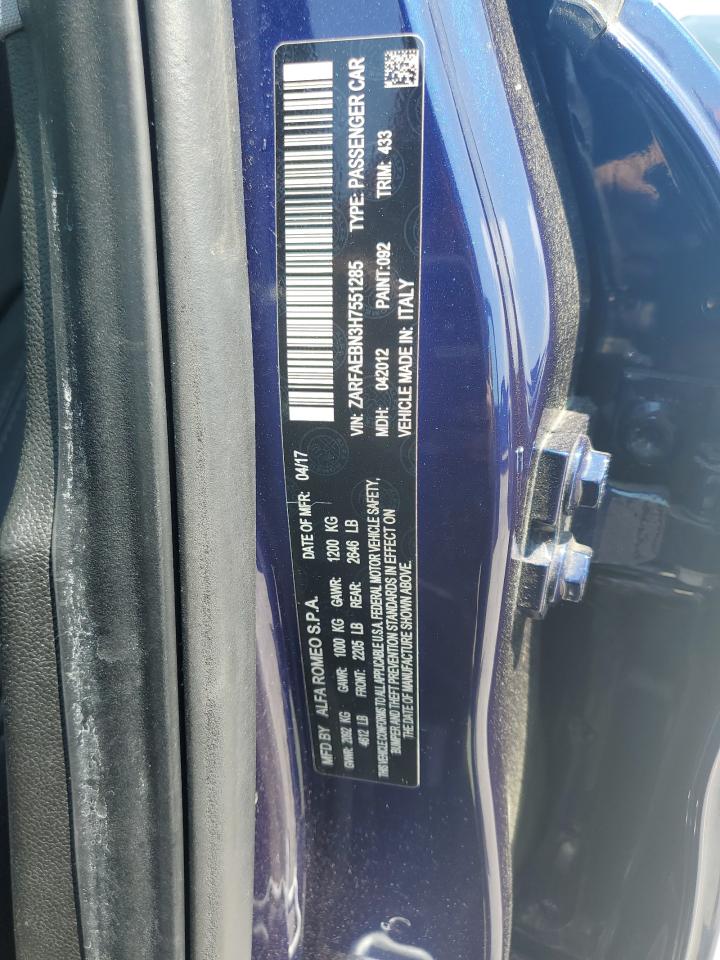 MFD BY ALFA ROMEO S.P.A. DATE OF MFR: 04/17
GVWR: 2092 KG GAWR: 1000 KG GAWR: 1200 KG
4612 LB FRONT: 2205 LB REAR: 2646 LB
THIS VEHICLE CONFORMS TO ALL APPLICABLE U.S.A. FEDERAL MOTOR VEHICLE SAFETY,
BUMPER AND THEFT PREVENTION STANDARDS IN EFFECT ON
THE DATE OF MANUFACTURE SHOWN ABOVE.
VIN: ZARFAEBN3H7551285 TYPE: PASSENGER CAR
MDH: 042012 PAINT:092 TRIM: 433
VEHICLE MADE IN: ITALY